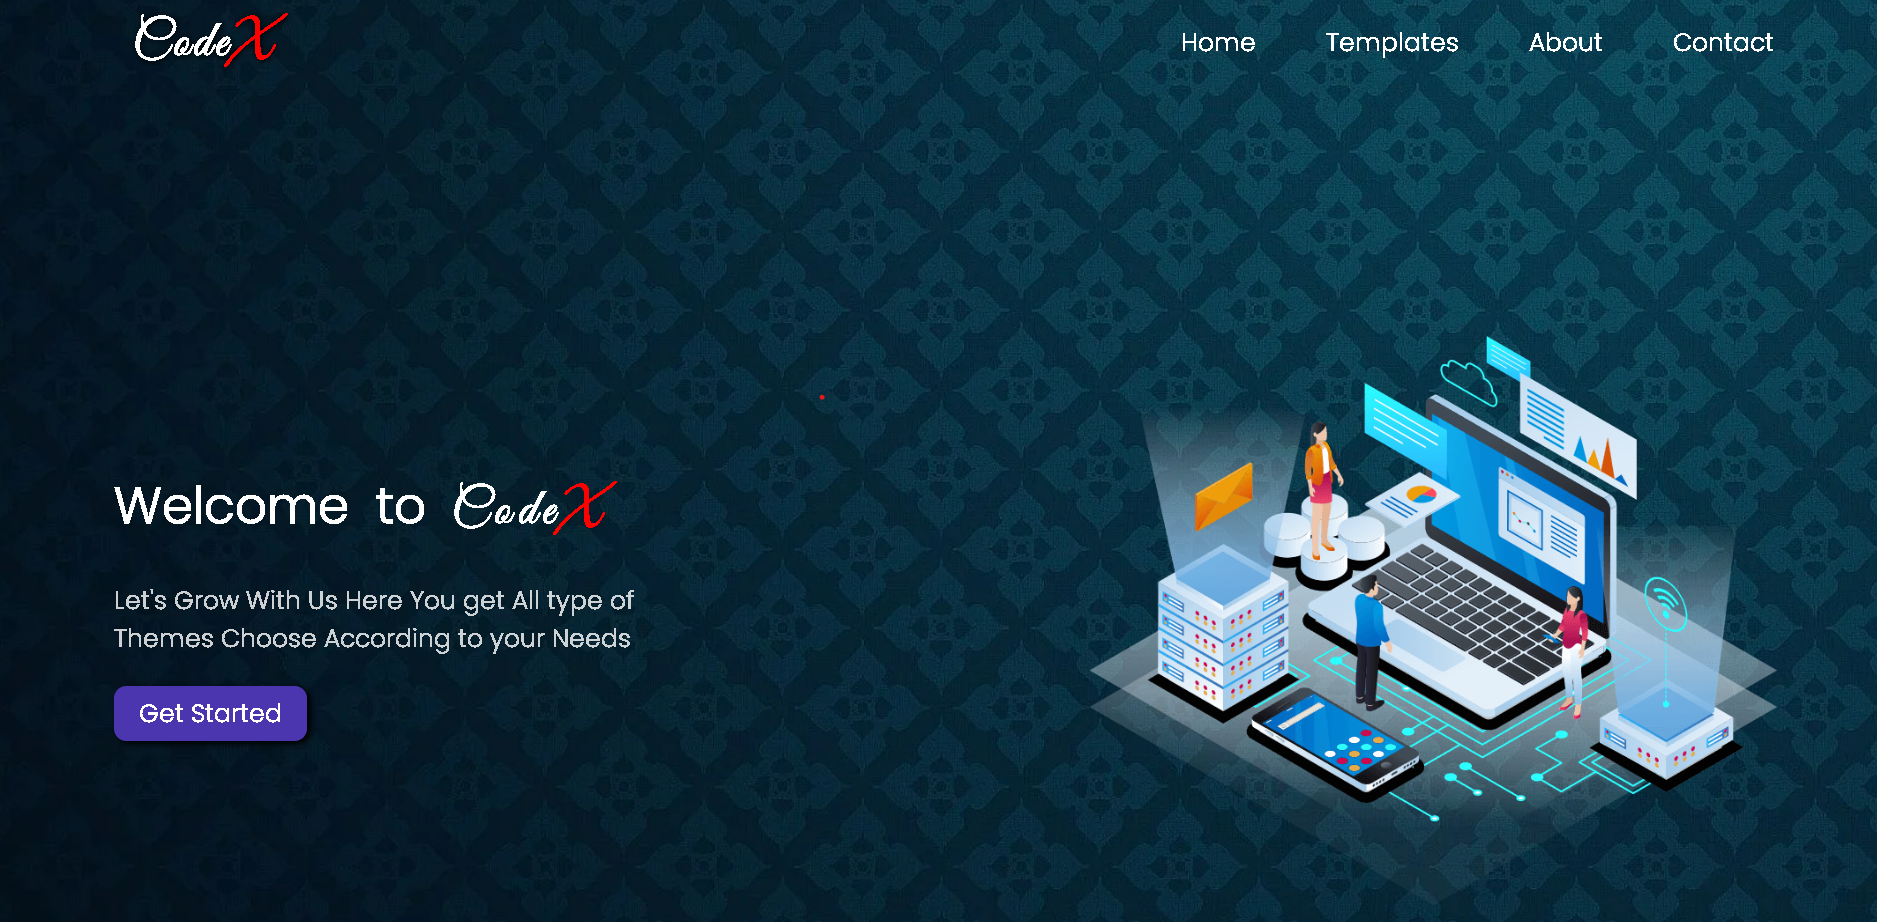 CodeX
Home Templates About Contact
Welcome to CodeX
Let's Grow With Us Here You get All type of
Themes Choose According to your Needs
Get Started